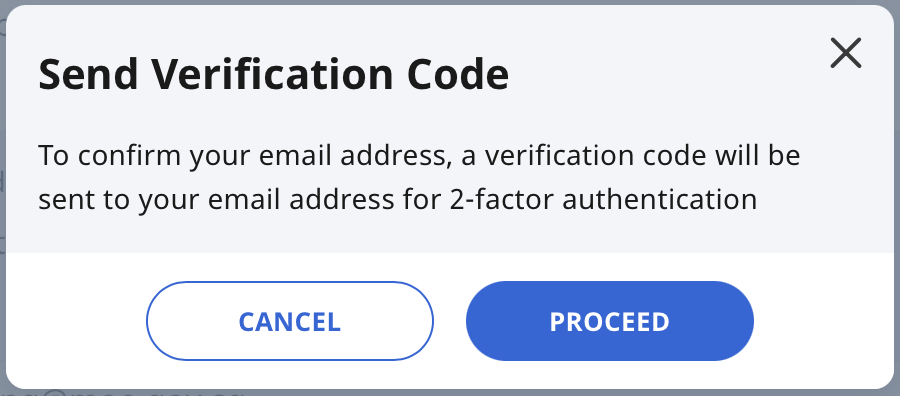 Send Verification Code
To confirm your email address, a verification code will be
sent to your email address for 2-factor authentication
CANCEL
PROCEED